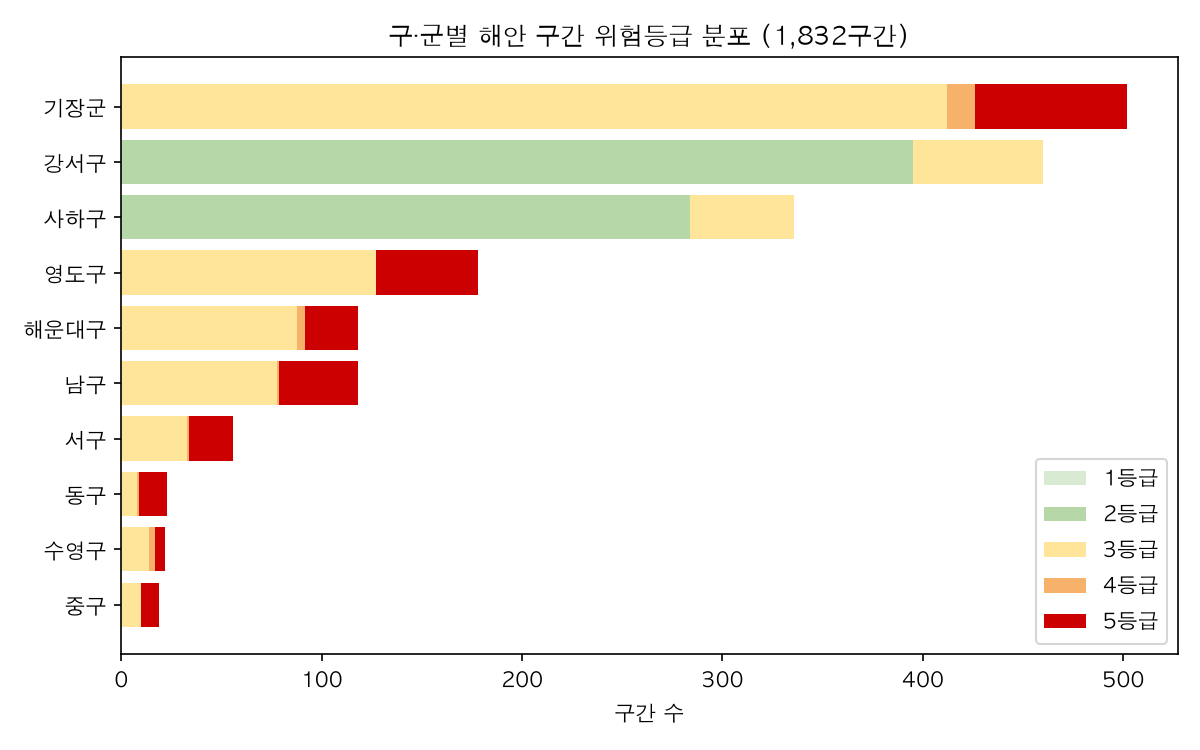 구·군별 해안 구간 위험등급 분포 (1,832구간)
기장군
강서구
사하구
영도구
해운대구
남구
서구
동구
수영구
중구
1등급
2등급
3등급
4등급
5등급
0 100 200 300 400 500
구간 수